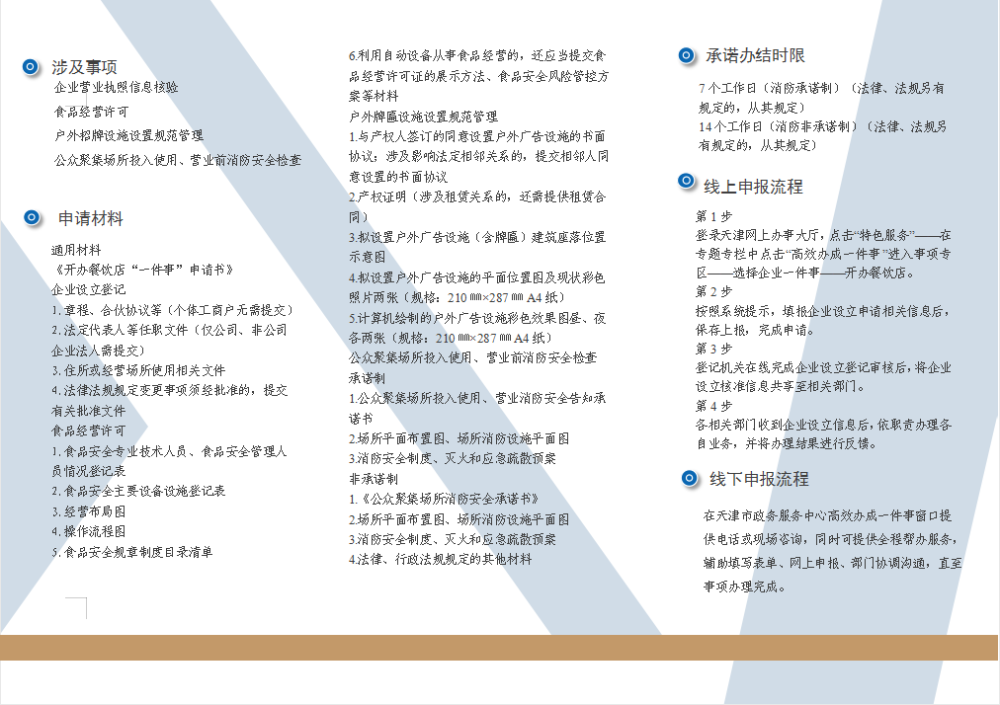 涉及事项
企业营业执照信息核验
食品经营许可
户外招牌设施设置规范管理
公众聚集场所投入使用、营业前消防安全检查
申请材料
通用材料
《开办餐饮店“一件事”申请书》
企业设立登记
1.章程、合伙协议等（个体工商户无需提交）
2.法定代表人等任职文件（仅公司、非公司
企业法人需提交）
3.住所或经营场所使用相关文件
4.法律法规规定变更事项须经批准的，提交
有关批准文件
食品经营许可
1.食品安全专业技术人员、食品安全管理人
员情况登记表
2.食品安全主要设备设施登记表
3.经营布局图
4.操作流程图
5.食品安全规章制度目录清单
6.利用自动设备从事食品经营的，还应当提交食
品经营许可证的展示方法、食品安全风险管控方
案等材料
户外牌匾设施设置规范管理
1.与产权人签订的同意设置户外广告设施的书面
协议；涉及影响法定相邻关系的，提交相邻人同
意设置的书面协议
2.产权证明（涉及租赁关系的，还需提供租赁合
同）
3.拟设置户外广告设施（含牌匾）建筑座落位置
示意图
4.拟设置户外广告设施的平面位置图及现状彩色
照片两张（规格：210㎜×287㎜ A4纸）
5.计算机绘制的户外广告设施彩色效果图昼、夜
各两张（规格：210㎜×287㎜ A4纸）
公众聚集场所投入使用、营业前消防安全检查
承诺制
1.公众聚集场所投入使用、营业消防安全告知承
诺书
2.场所平面布置图、场所消防设施平面图
3.消防安全制度、灭火和应急疏散预案
非承诺制
1.《公众聚集场所消防安全承诺书》
2.场所平面布置图、场所消防设施平面图
3.消防安全制度、灭火和应急疏散预案
4.法律、行政法规规定的其他材料
承诺办结时限
7个工作日（消防承诺制）（法律、法规另有
规定的，从其规定）
14个工作日（消防非承诺制）（法律、法规另
有规定的，从其规定）
线上申报流程
第1步
登录天津网上办事大厅，点击“特色服务”——在
专题专栏中点击“高效办成一件事”进入事项专
区——选择企业一件事——开办餐饮店。
第2步
按照系统提示，填报企业设立申请相关信息后，
保存上报，完成申请。
第3步
登记机关在线完成企业设立登记审核后，将企业
设立核准信息共享至相关部门。
第4步
各相关部门收到企业设立信息后，依职责办理各
自业务，并将办理结果进行反馈。
线下申报流程
在天津市政务服务中心高效办成一件事窗口提
供电话或现场咨询，同时可提供全程帮办服务，
辅助填写表单、网上申报、部门协调沟通，直至
事项办理完成。